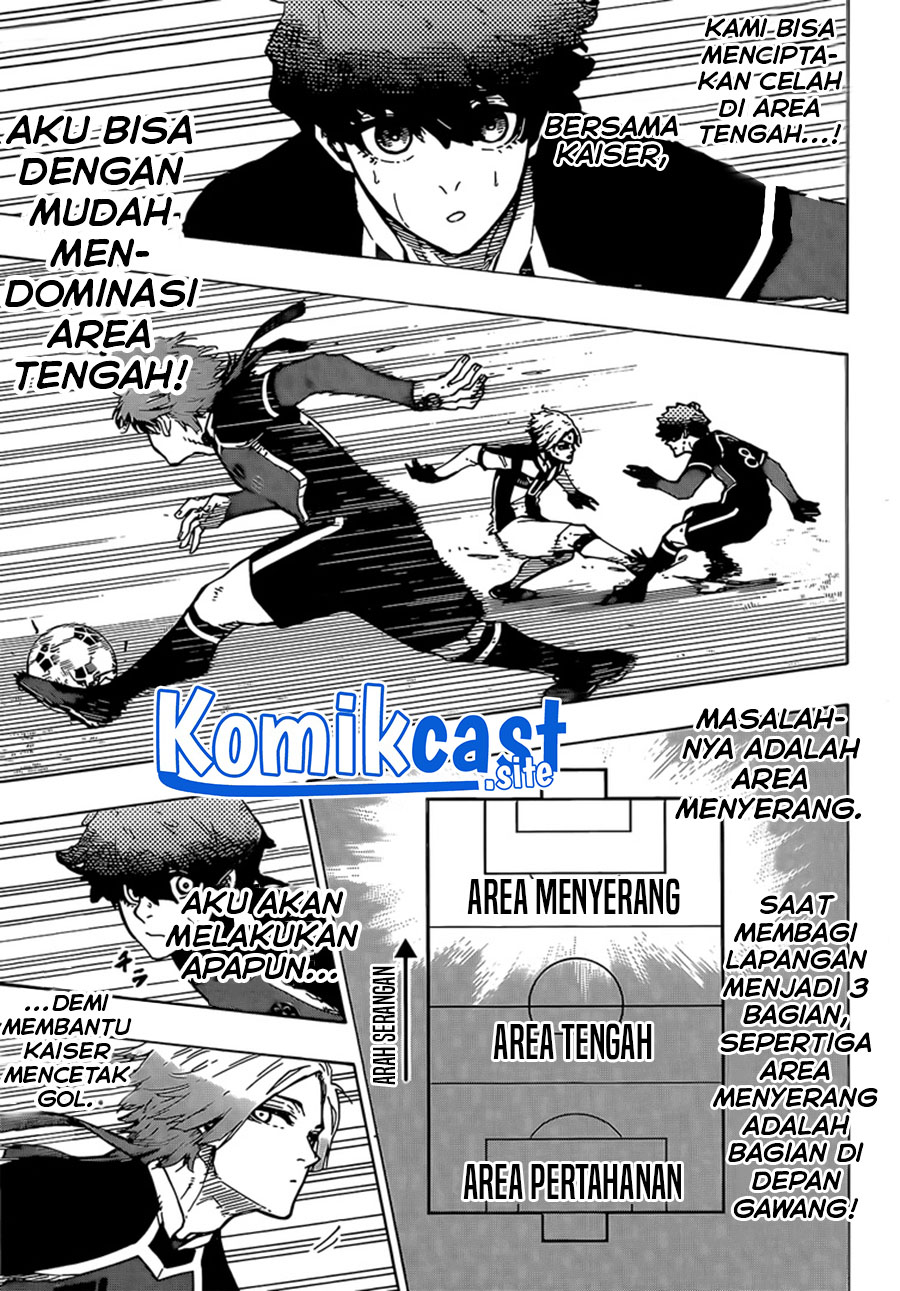 KAMI BISA
MENCIPTA-
KAN CELAH
DI AREA
TENGAH...!
BERSAMA
KAISER,
AKU BISA
DENGAN
MUDAH
MEN-
DOMINASI
AREA
TENGAH!
8
Komikcast
.site
MASALAH-
NYA ADALAH
AREA
MENYERANG.
SAAT
MEMBAGI
LAPANGAN
MENJADI 3
BAGIAN,
SEPERTIGA
AREA
MENYERANG
ADALAH
BAGIAN DI
DEPAN
GAWANG!
AREA MENYERANG
ARAH SERANGAN
AREA TENGAH
AREA PERTAHANAN
AKU AKAN
MELAKUKAN
APAPUN...
...DEMI
MEMBANTU
KAISER
MENCETAK
GOL.